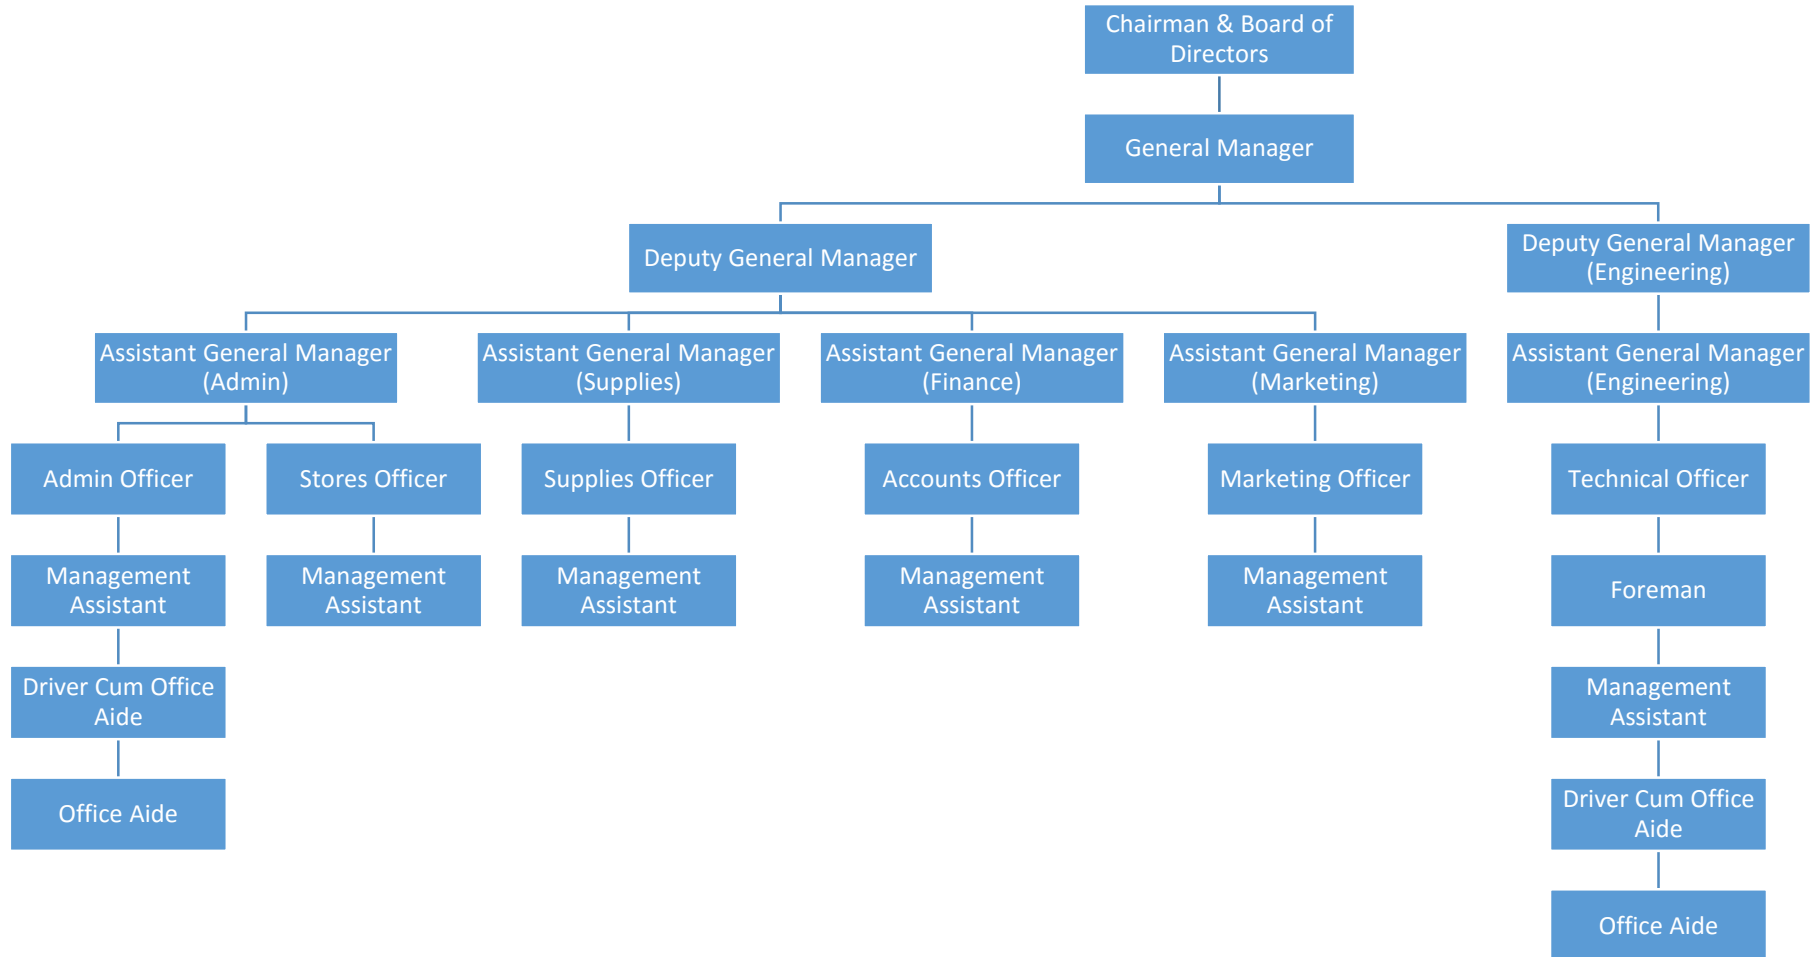 Chairman & Board of
Directors
General Manager
Deputy General Manager
Deputy General Manager
(Engineering)
Assistant General Manager
(Admin)
Assistant General Manager
(Supplies)
Assistant General Manager
(Finance)
Assistant General Manager
(Marketing)
Assistant General Manager
(Engineering)
Admin Officer
Stores Officer
Supplies Officer
Accounts Officer
Marketing Officer
Technical Officer
Management
Assistant
Management
Assistant
Management
Assistant
Management
Assistant
Management
Assistant
Foreman
Driver Cum Office
Aide
Management
Assistant
Office Aide
Driver Cum Office
Aide
Office Aide